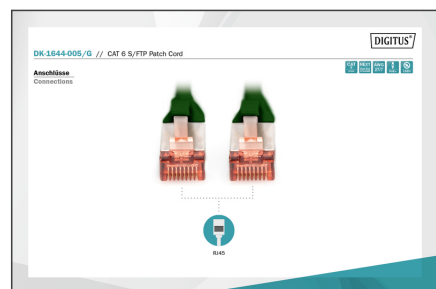 DIGITUS®
DK-1644-005/G // CAT 6 S/FTP Patch Cord
Anschlüsse
Connections
RJ45